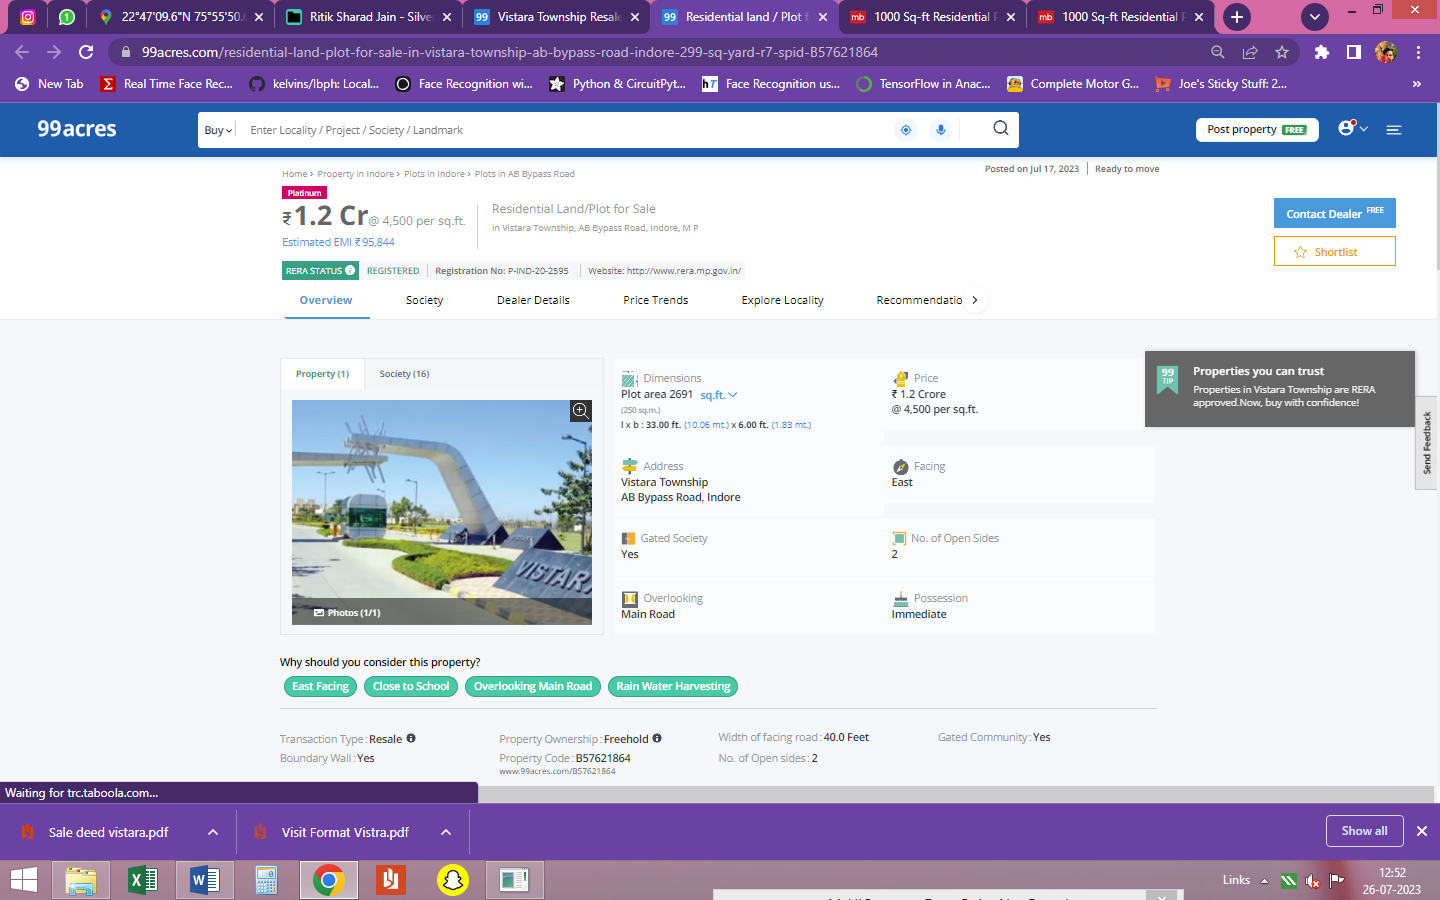 22°47'09.6"N 75°55'50.
Ritik Sharad Jain - Silve
Vistara Township Resale
Residential land / Plot f
1000 Sq-ft Residential P
1000 Sq-ft Residential P
99acres.com/residential-land-plot-for-sale-in-vistara-township-ab-bypass-road-indore-299-sq-yard-r7-spid-B57621864
New Tab
Real Time Face Rec...
kelvins/lbph: Local...
Face Recognition wi...
Python & CircuitPyt...
Face Recognition us...
TensorFlow in Anac...
Complete Motor G...
Joe's Sticky Stuff: 2...
»
99acres
Buy
Enter Locality / Project / Society / Landmark
Post property FREE
Home › Property in Indore › Plots in Indore › Plots in AB Bypass Road
Posted on Jul 17, 2023 | Ready to move
Platinum
₹ 1.2 Cr @ 4,500 per sq.ft.
Estimated EMI ₹ 95,844
Residential Land/Plot for Sale
in Vistara Township, AB Bypass Road, Indore, M P
Contact Dealer FREE
Shortlist
RERA STATUS REGISTERED | Registration No: P-IND-20-2595 | Website: http://www.rera.mp.gov.in/
Overview
Society
Dealer Details
Price Trends
Explore Locality
Recommendatio
Property (1)
Society (16)
VISTARA
Photos (1/1)
Dimensions
Plot area 2691 sq.ft.
(250 sq.m.)
l x b : 33.00 ft. (10.06 mt.) x 6.00 ft. (1.83 mt.)
Price
₹ 1.2 Crore
@ 4,500 per sq.ft.
99 TIP
Properties you can trust
Properties in Vistara Township are RERA
approved.Now, buy with confidence!
Send Feedback
Address
Vistara Township
AB Bypass Road, Indore
Facing
East
Gated Society
Yes
No. of Open Sides
2
Overlooking
Main Road
Possession
Immediate
Why should you consider this property?
East Facing
Close to School
Overlooking Main Road
Rain Water Harvesting
Transaction Type : Resale
Property Ownership : Freehold
Width of facing road : 40.0 Feet
Gated Community : Yes
Boundary Wall : Yes
Property Code : B57621864
www.99acres.com/B57621864
No. of Open sides : 2
Waiting for trc.taboola.com...
Sale deed vistara.pdf
Visit Format Vistra.pdf
Show all
Links
12:52
26-07-2023